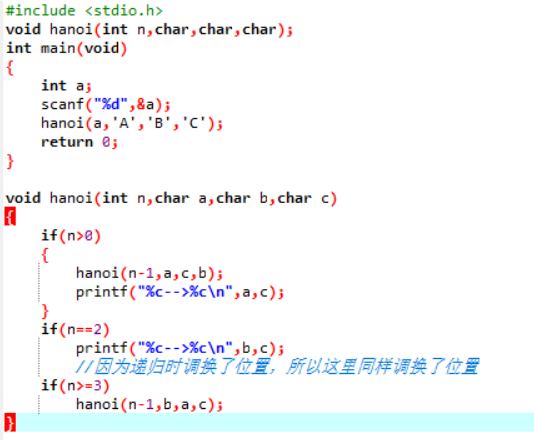 #include <stdio.h>
void hanoi(int n,char,char,char);
int main(void)
{
    int a;
    scanf("%d",&a);
    hanoi(a,'A','B','C');
    return 0;
}

void hanoi(int n,char a,char b,char c)
{
    if(n>0)
    {
        hanoi(n-1,a,c,b);
        printf("%c-->%c\n",a,c);
    }
    if(n==2)
        printf("%c-->%c\n",b,c);
        //因为递归时调换了位置，所以这里同样调换了位置
    if(n>=3)
        hanoi(n-1,b,a,c);
}